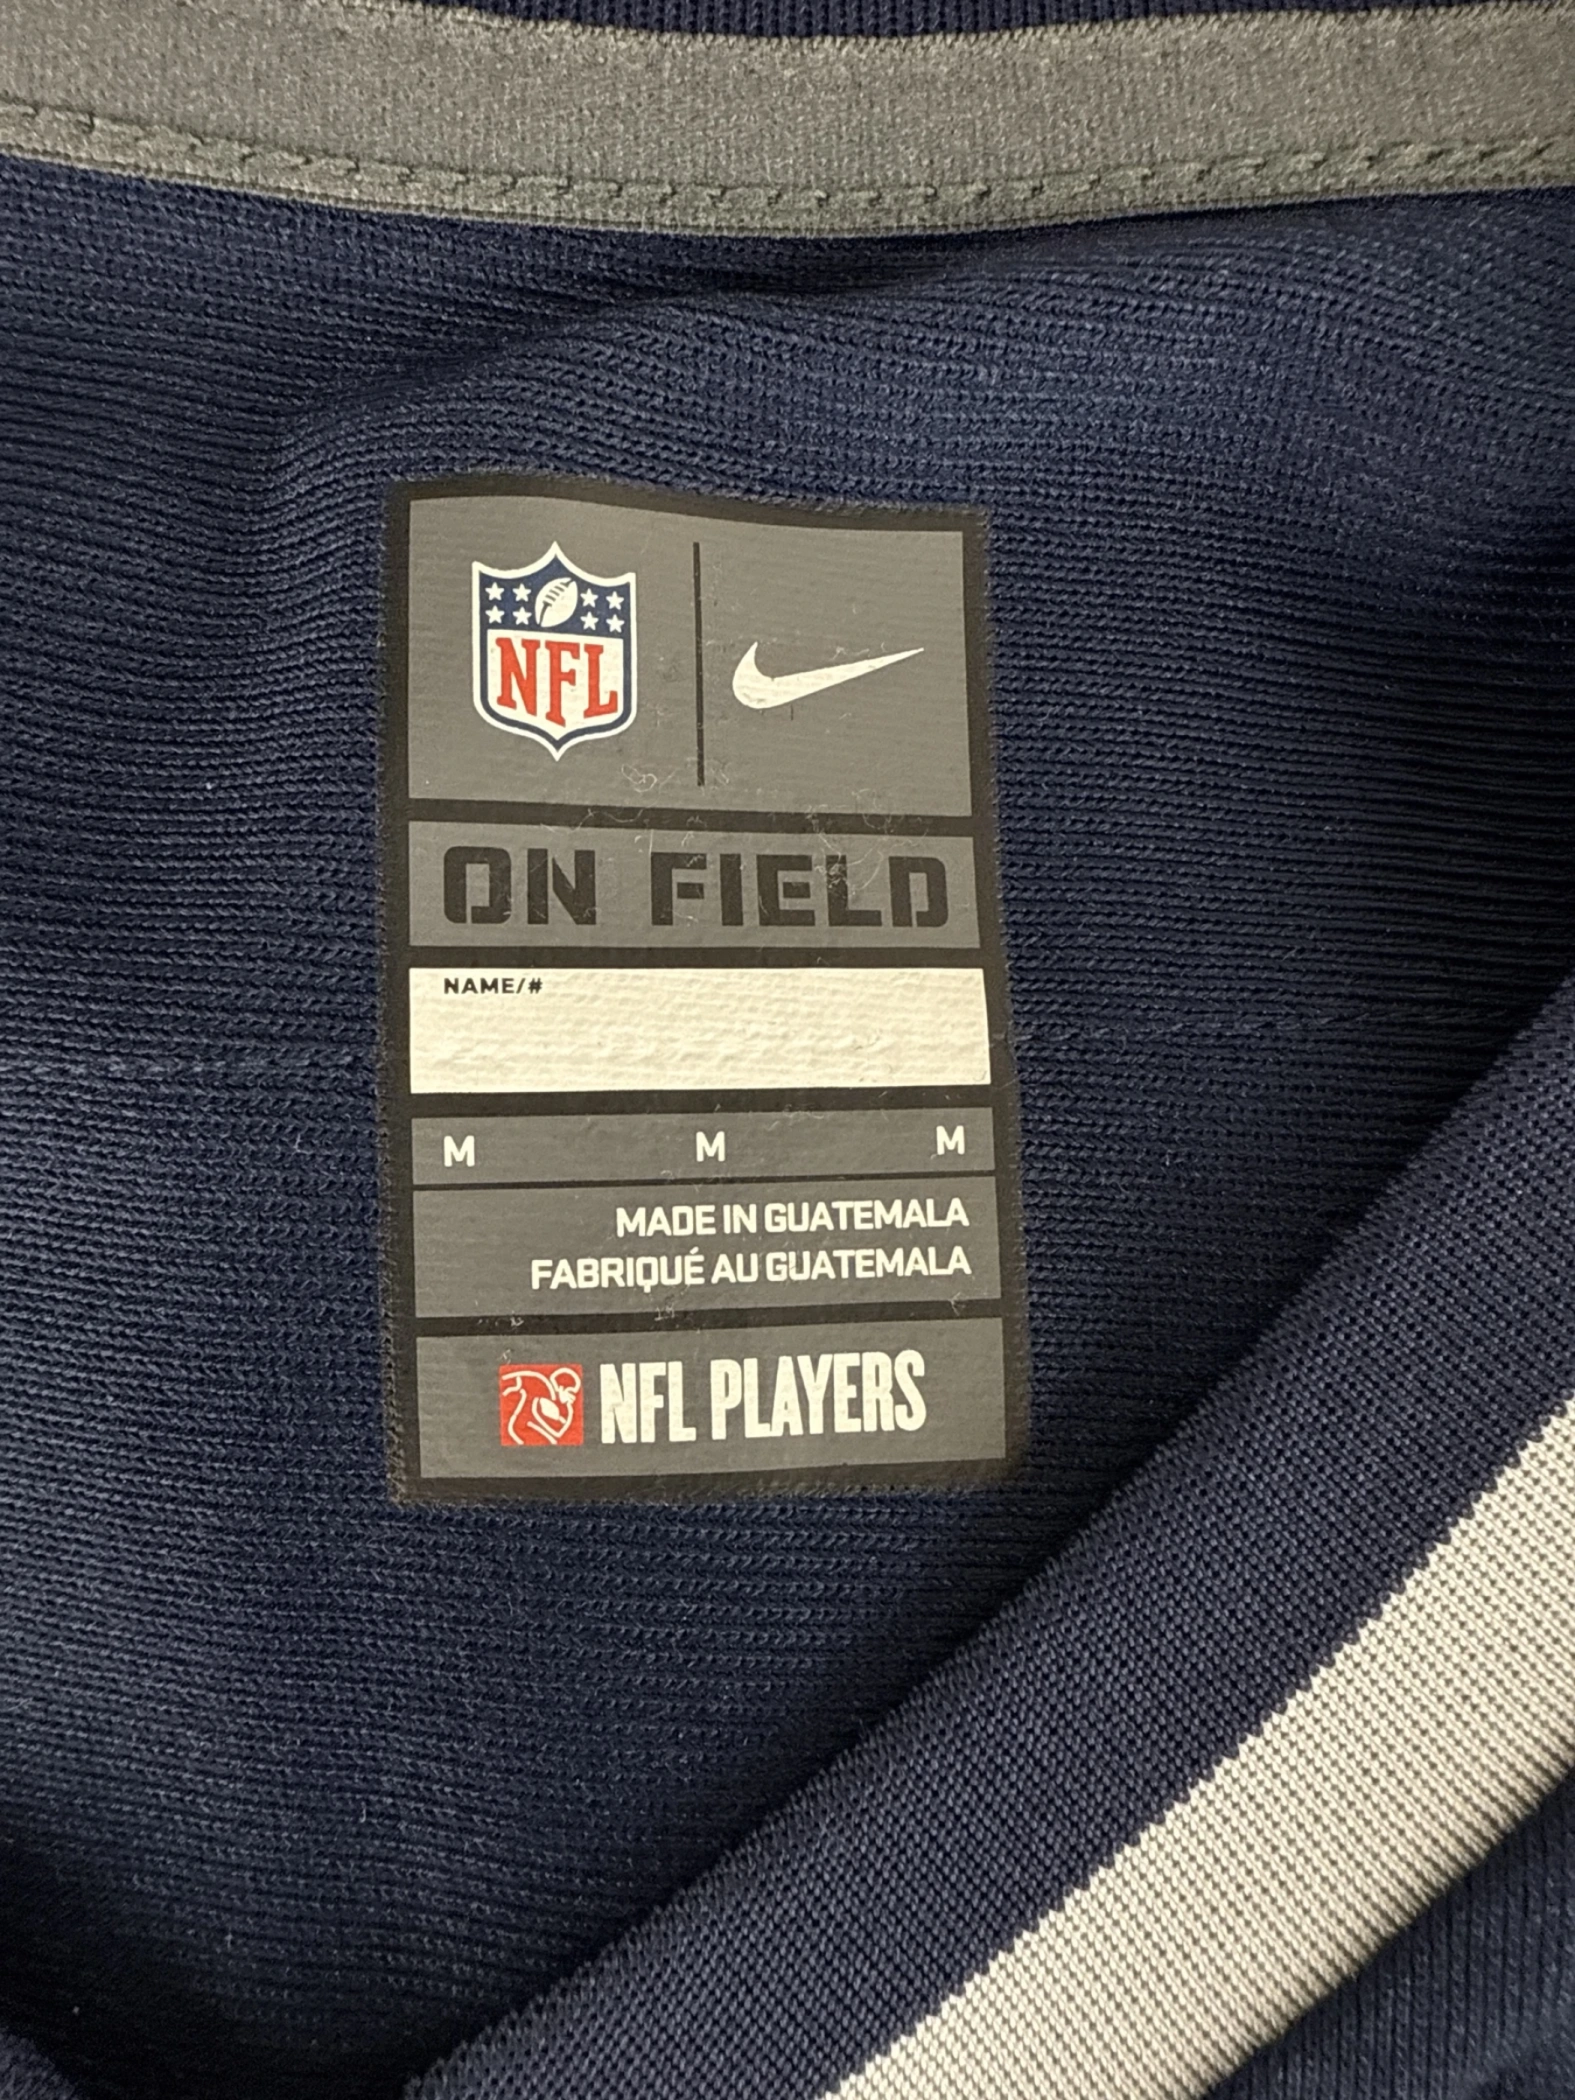 NFL
ON FIELD
NAME/#
M M M
MADE IN GUATEMALA
FABRIQUÉ AU GUATEMALA
NFL PLAYERS